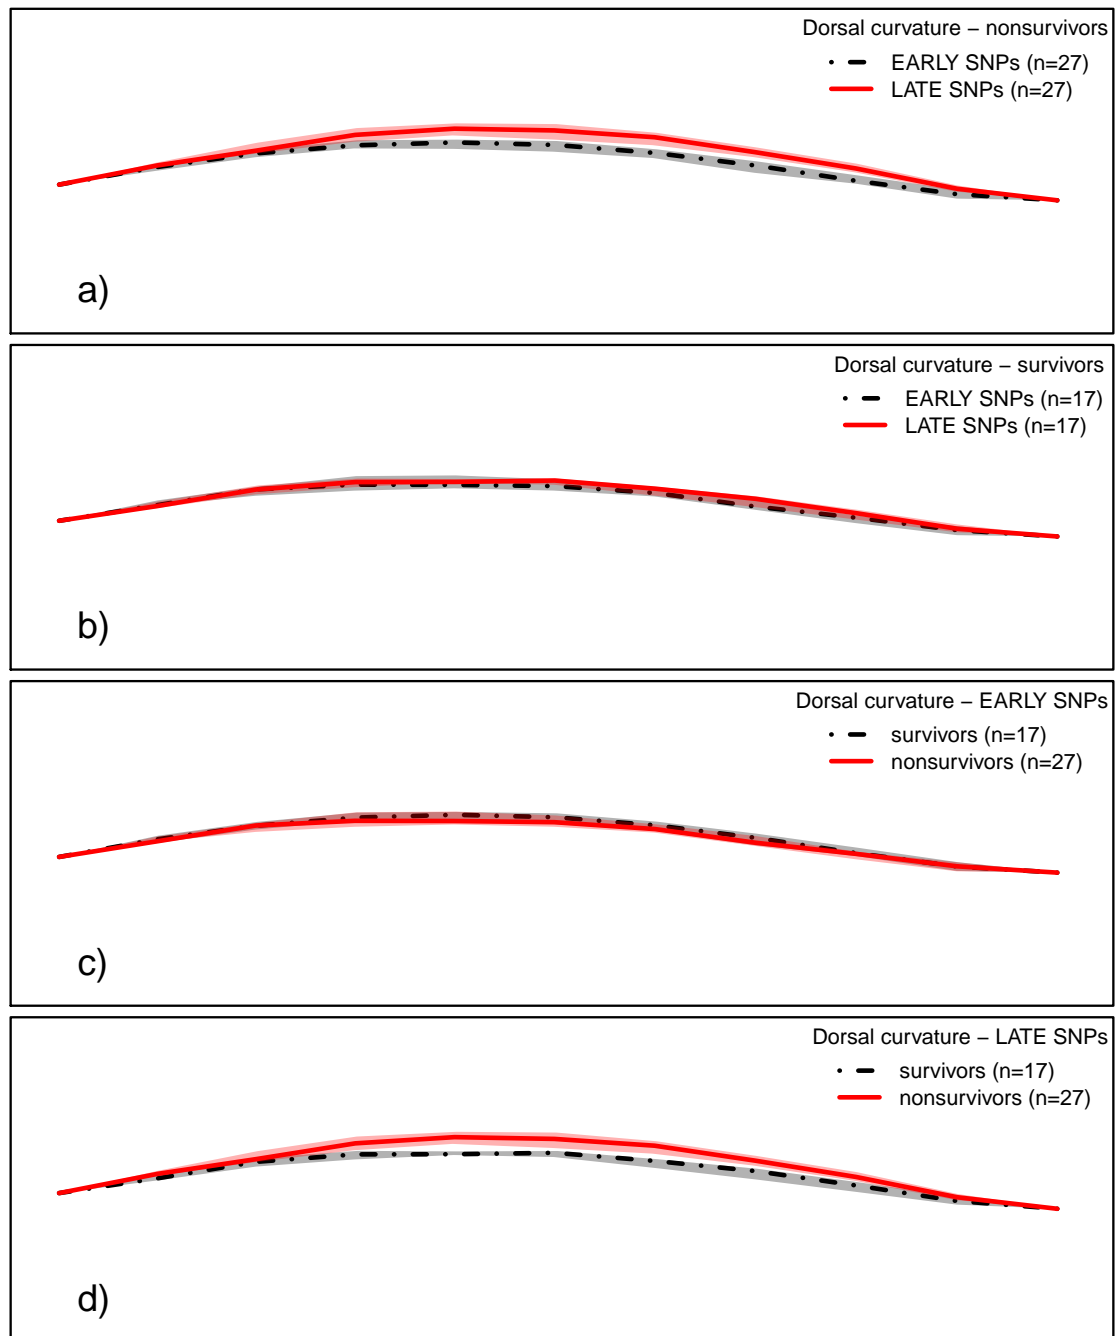 Dorsal curvature – nonsurvivors
EARLY SNPs (n=27)
LATE SNPs (n=27)
a)
Dorsal curvature – survivors
EARLY SNPs (n=17)
LATE SNPs (n=17)
b)
Dorsal curvature – EARLY SNPs
survivors (n=17)
nonsurvivors (n=27)
c)
Dorsal curvature – LATE SNPs
survivors (n=17)
nonsurvivors (n=27)
d)